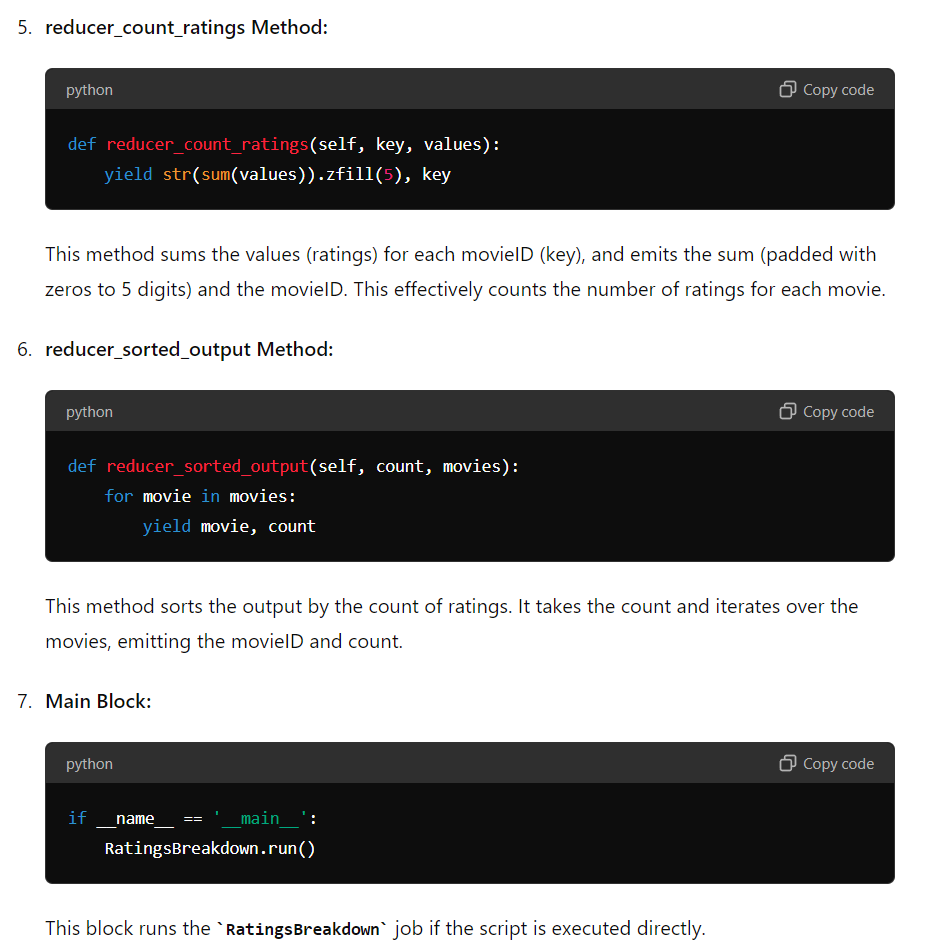 5. reducer_count_ratings Method:
python Copy code
def reducer_count_ratings(self, key, values):
    yield str(sum(values)).zfill(5), key
This method sums the values (ratings) for each movieID (key), and emits the sum (padded with
zeros to 5 digits) and the movieID. This effectively counts the number of ratings for each movie.
6. reducer_sorted_output Method:
python Copy code
def reducer_sorted_output(self, count, movies):
    for movie in movies:
        yield movie, count
This method sorts the output by the count of ratings. It takes the count and iterates over the
movies, emitting the movieID and count.
7. Main Block:
python Copy code
if __name__ == '__main__':
    RatingsBreakdown.run()
This block runs the `RatingsBreakdown` job if the script is executed directly.